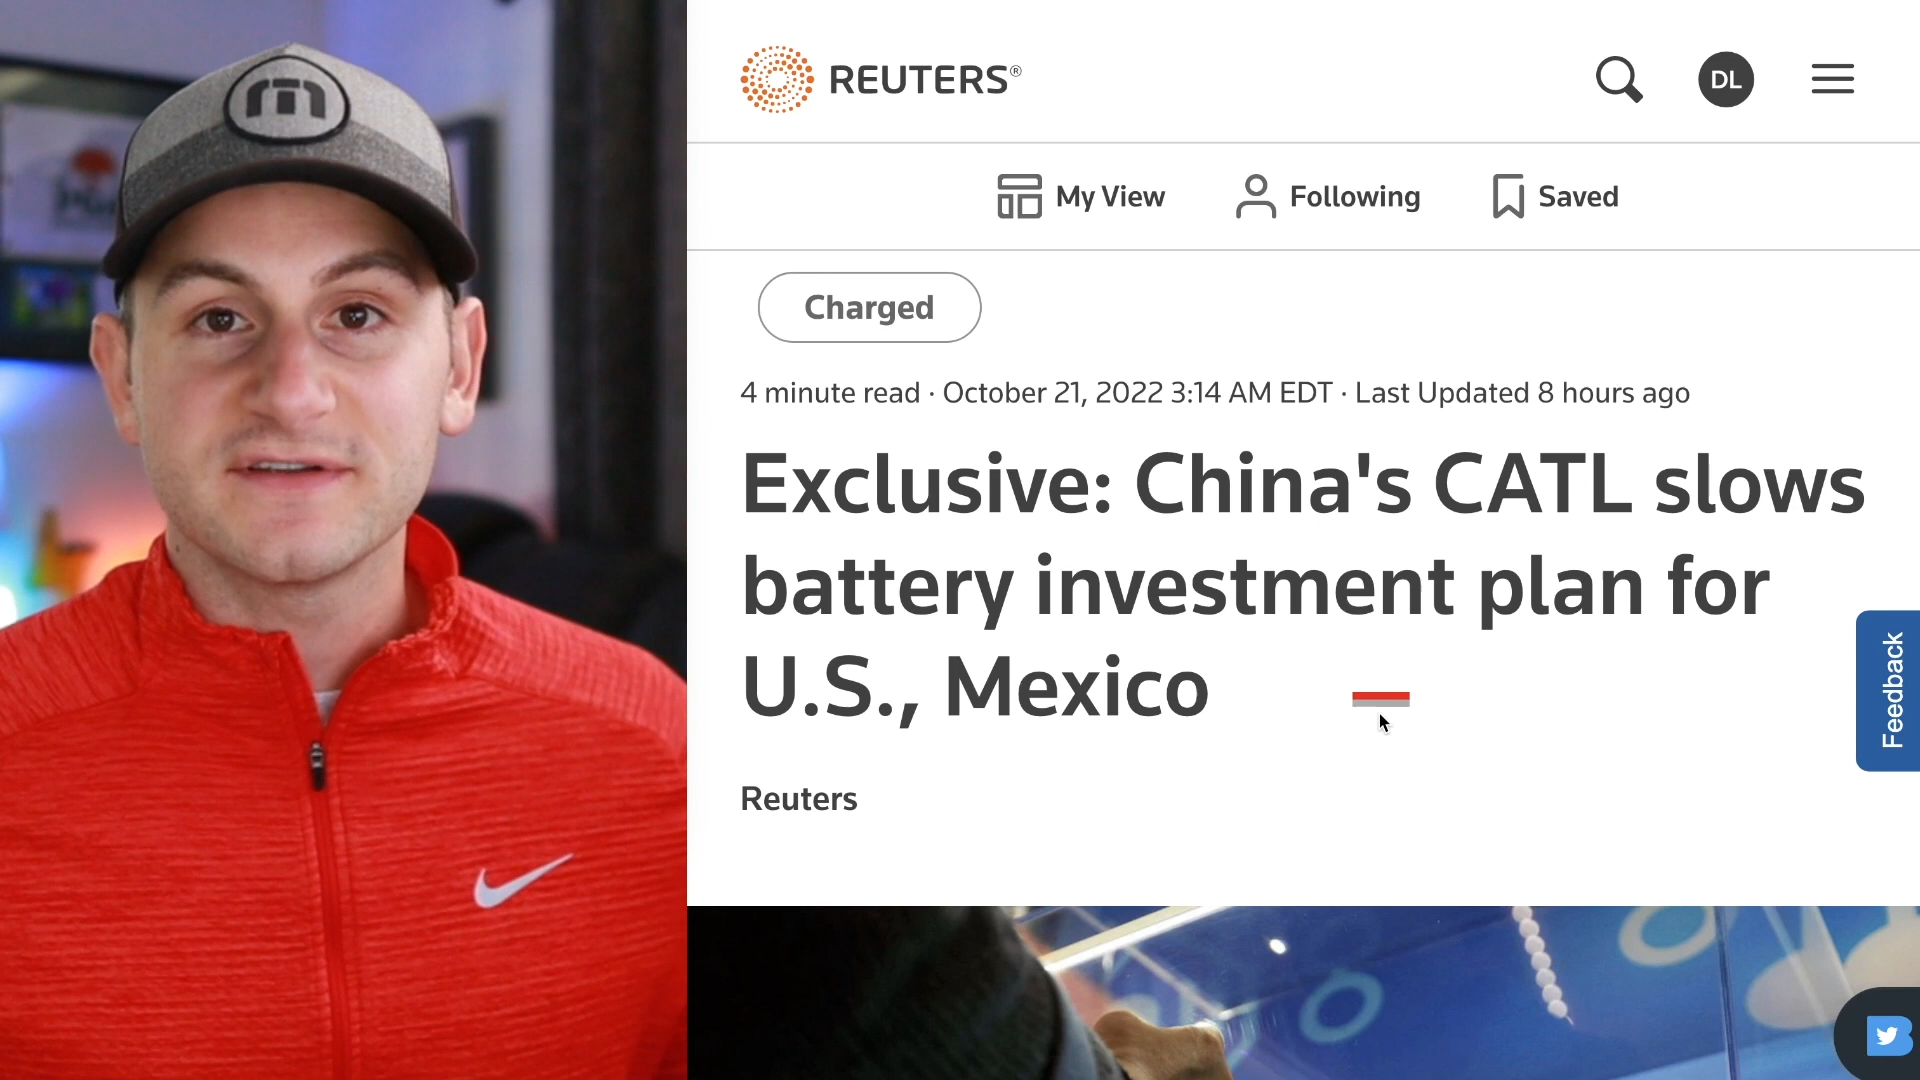 REUTERS®
DL
My View
Following
Saved
Charged
4 minute read · October 21, 2022 3:14 AM EDT · Last Updated 8 hours ago
Exclusive: China's CATL slows
battery investment plan for
U.S., Mexico
Reuters
Feedback